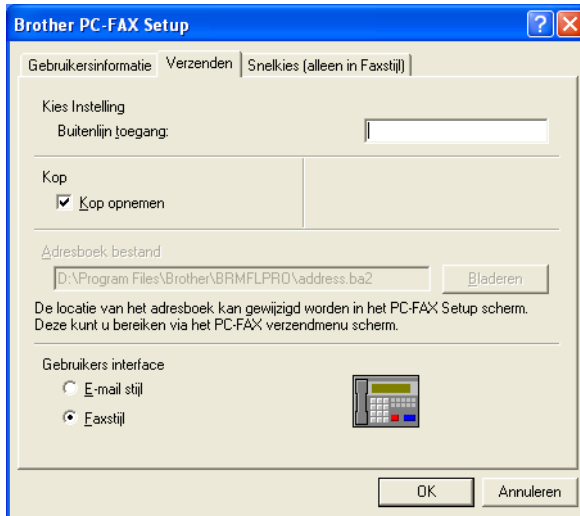 Brother PC-FAX Setup
Gebruikersinformatie Verzenden Snelkies (alleen in Faxstijl)
Kies Instelling
Buitenlijn toegang:
Kop
Kop opnemen
Adresboek bestand
D:\Program Files\Brother\BRMFLPRO\address.ba2 Bladeren
De locatie van het adresboek kan gewijzigd worden in het PC-FAX Setup scherm.
Deze kunt u bereiken via het PC-FAX verzendmenu scherm.
Gebruikers interface
E-mail stijl
Faxstijl
OK Annuleren